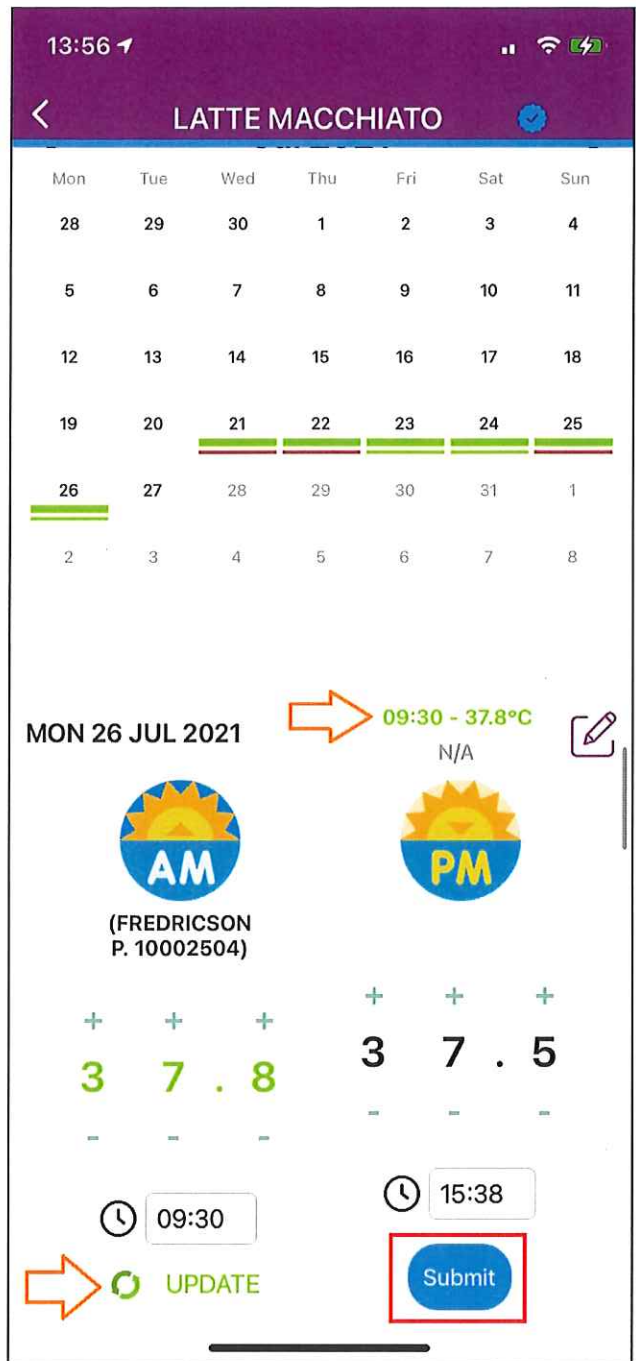 13:56
LATTE MACCHIATO
Mon Tue Wed Thu Fri Sat Sun
28 29 30 1 2 3 4
5 6 7 8 9 10 11
12 13 14 15 16 17 18
19 20 21 22 23 24 25
26 27 28 29 30 31 1
2 3 4 5 6 7 8
09:30 - 37.8°C
MON 26 JUL 2021
N/A
AM PM
(FREDRICSON
P. 10002504)
+ + + + + +
3 7 . 8 3 7 . 5
- - - - - -
09:30 15:38
UPDATE Submit